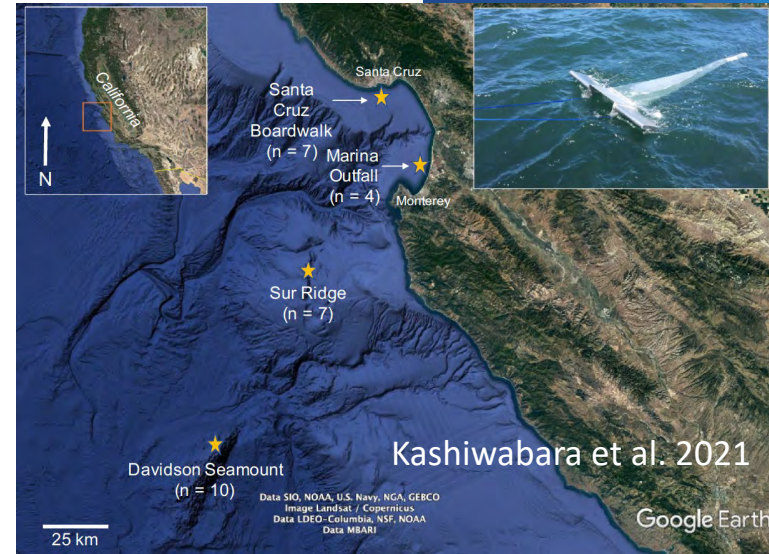 California
N
Santa Cruz
Santa
Cruz
Boardwalk
(n = 7)
Marina
Outfall
(n = 4)
Monterey
Sur Ridge
(n = 7)
Davidson Seamount
(n = 10)
Kashiwabara et al. 2021
Data SIO, NOAA, U.S. Navy, NGA, GEBCO
Image Landsat / Copernicus
Data LDEO-Columbia, NSF, NOAA
Data MBARI
25 km
Google Earth